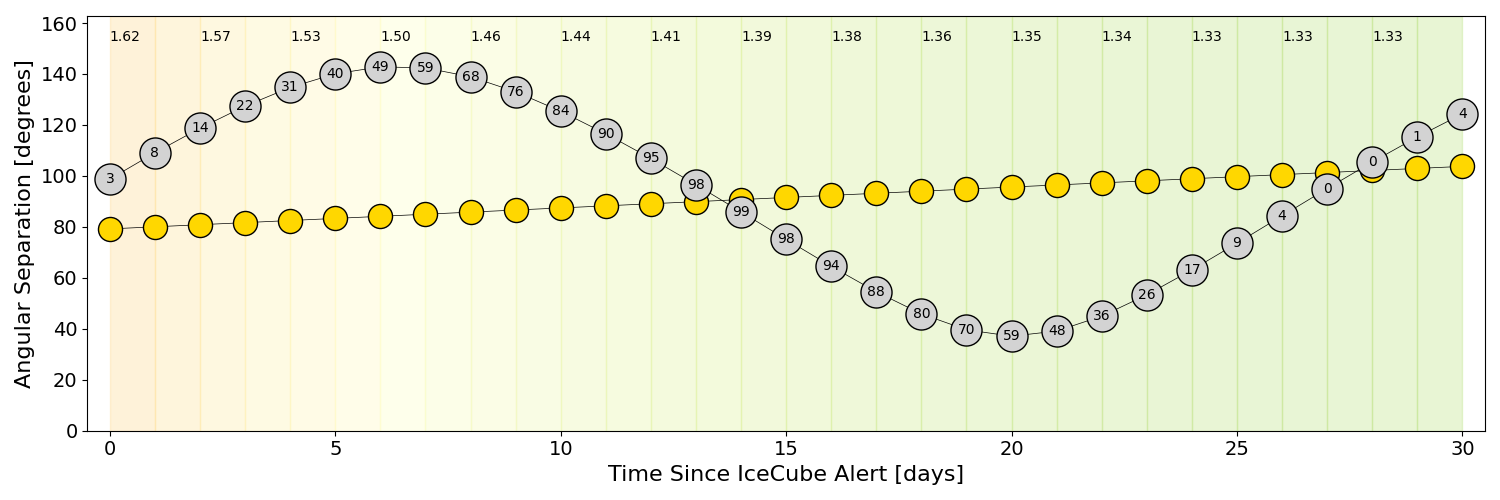 160
1.62 1.57 1.53 1.50 1.46 1.44 1.41 1.39 1.38 1.36 1.35 1.34 1.33 1.33 1.33
140
120
100
80
60
40
20
0
Angular Separation [degrees]
3 8 14 22 31 40 49 59 68 76 84 90 95 98 99 98 94 88 80 70 59 48 36 26 17 9 4 0 0 1 4
0 5 10 15 20 25 30
Time Since IceCube Alert [days]